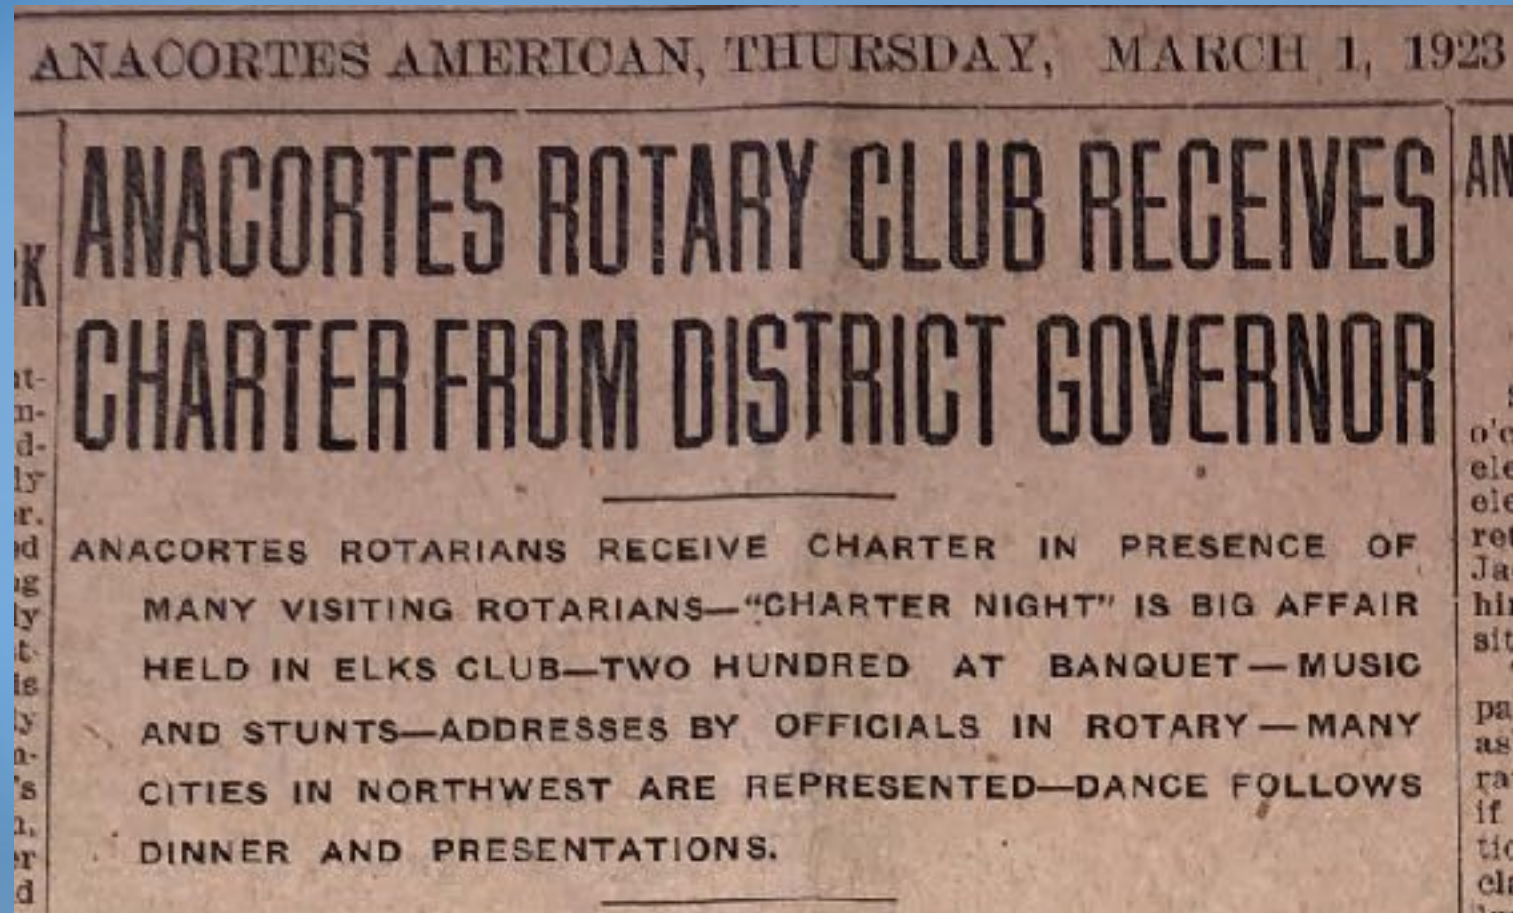 ANACORTES AMERICAN, THURSDAY, MARCH 1, 1923
ANACORTES ROTARY CLUB RECEIVES
CHARTER FROM DISTRICT GOVERNOR
ANACORTES ROTARIANS RECEIVE CHARTER IN PRESENCE OF
MANY VISITING ROTARIANS—"CHARTER NIGHT" IS BIG AFFAIR
HELD IN ELKS CLUB—TWO HUNDRED AT BANQUET—MUSIC
AND STUNTS—ADDRESSES BY OFFICIALS IN ROTARY—MANY
CITIES IN NORTHWEST ARE REPRESENTED—DANCE FOLLOWS
DINNER AND PRESENTATIONS.